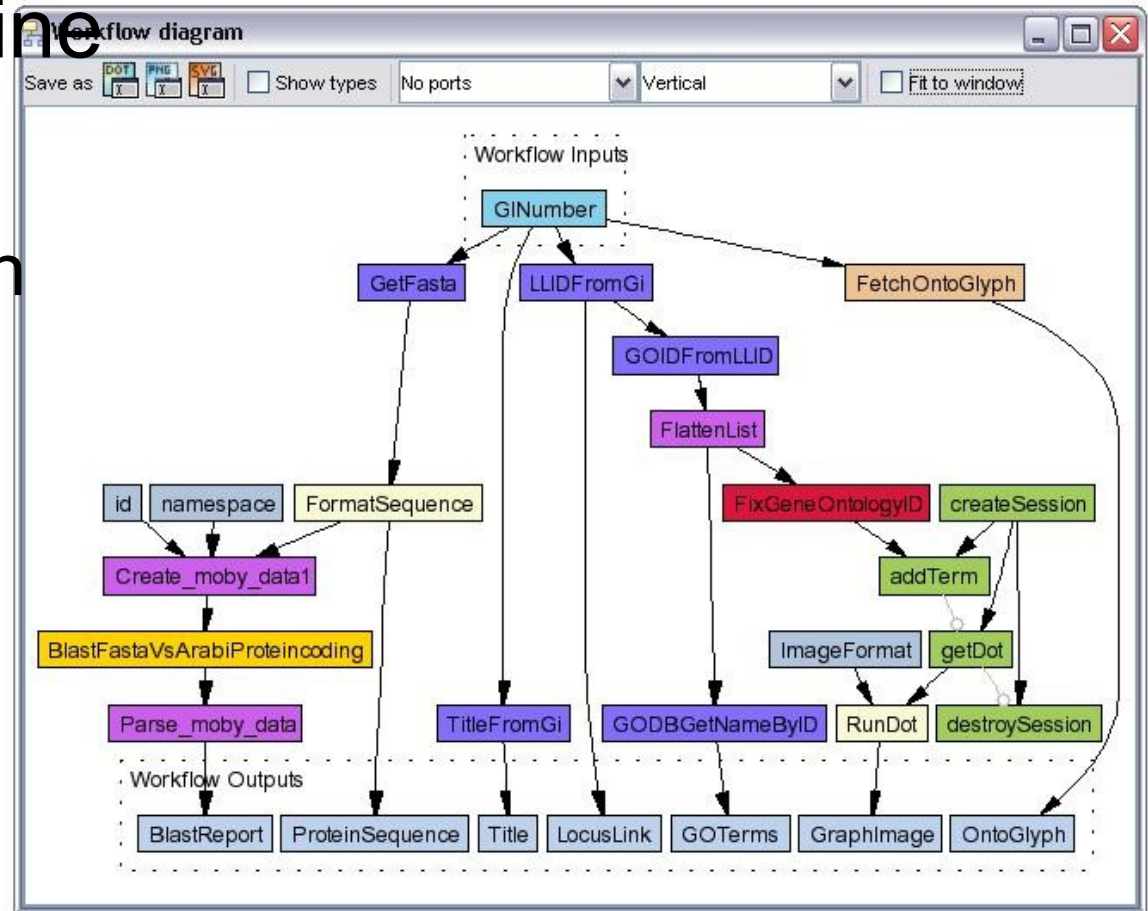 ine
Workflow diagram
Save as DOT PNG SVG Show types No ports Vertical Fit to window
Workflow Inputs
GINumber
n
GetFasta LLIDFromGi FetchOntoGlyph
GOIDFromLLID
FlattenList
id namespace FormatSequence FixGeneOntologyID createSession
Create_moby_data1 addTerm
BlastFastaVsArabiProteincoding ImageFormat getDot
Parse_moby_data TitleFromGi GODBGetNameByID RunDot destroySession
Workflow Outputs
BlastReport ProteinSequence Title LocusLink GOTerms GraphImage OntoGlyph